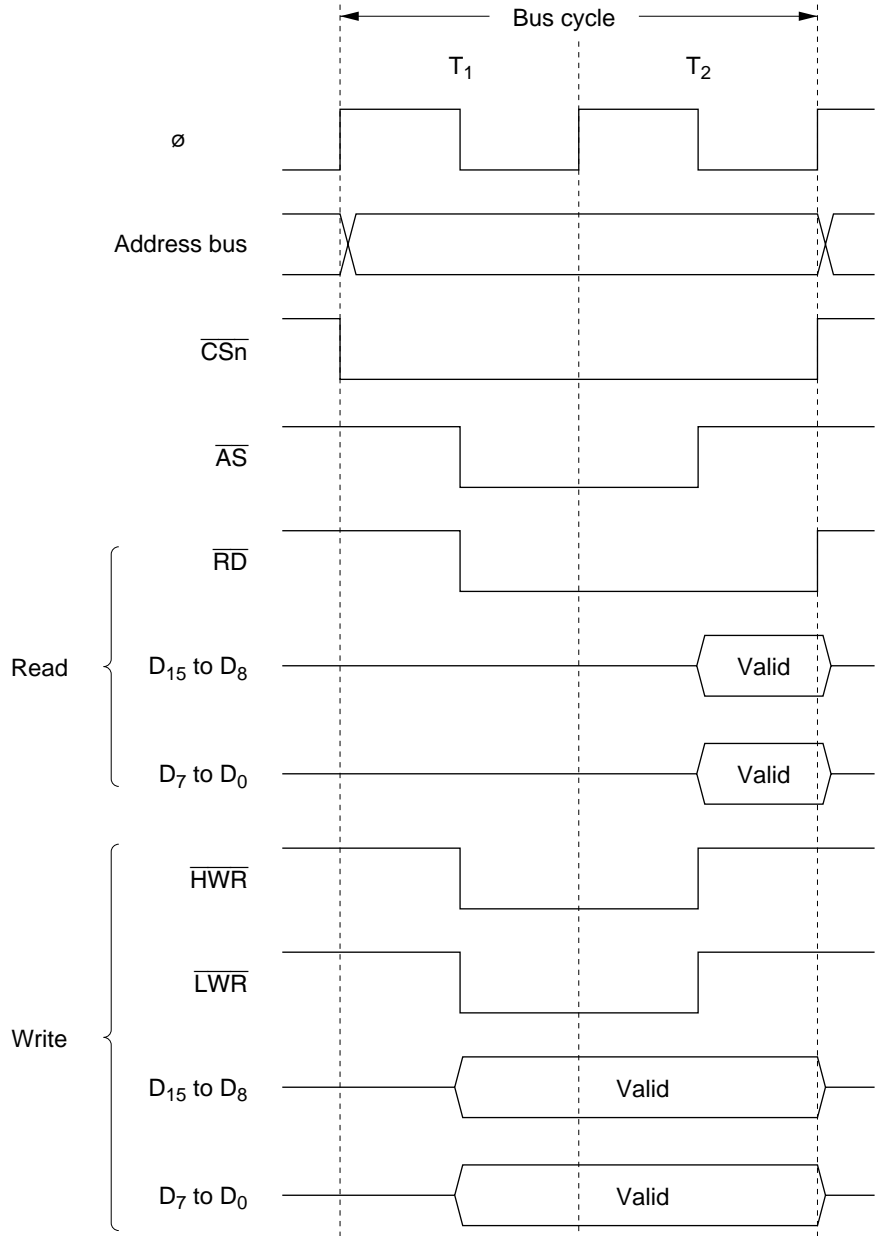 Bus cycle
T1 T2
ø
Address bus
CSn
AS
RD
Read
D15 to D8 Valid
D7 to D0 Valid
HWR
LWR
Write
D15 to D8 Valid
D7 to D0 Valid